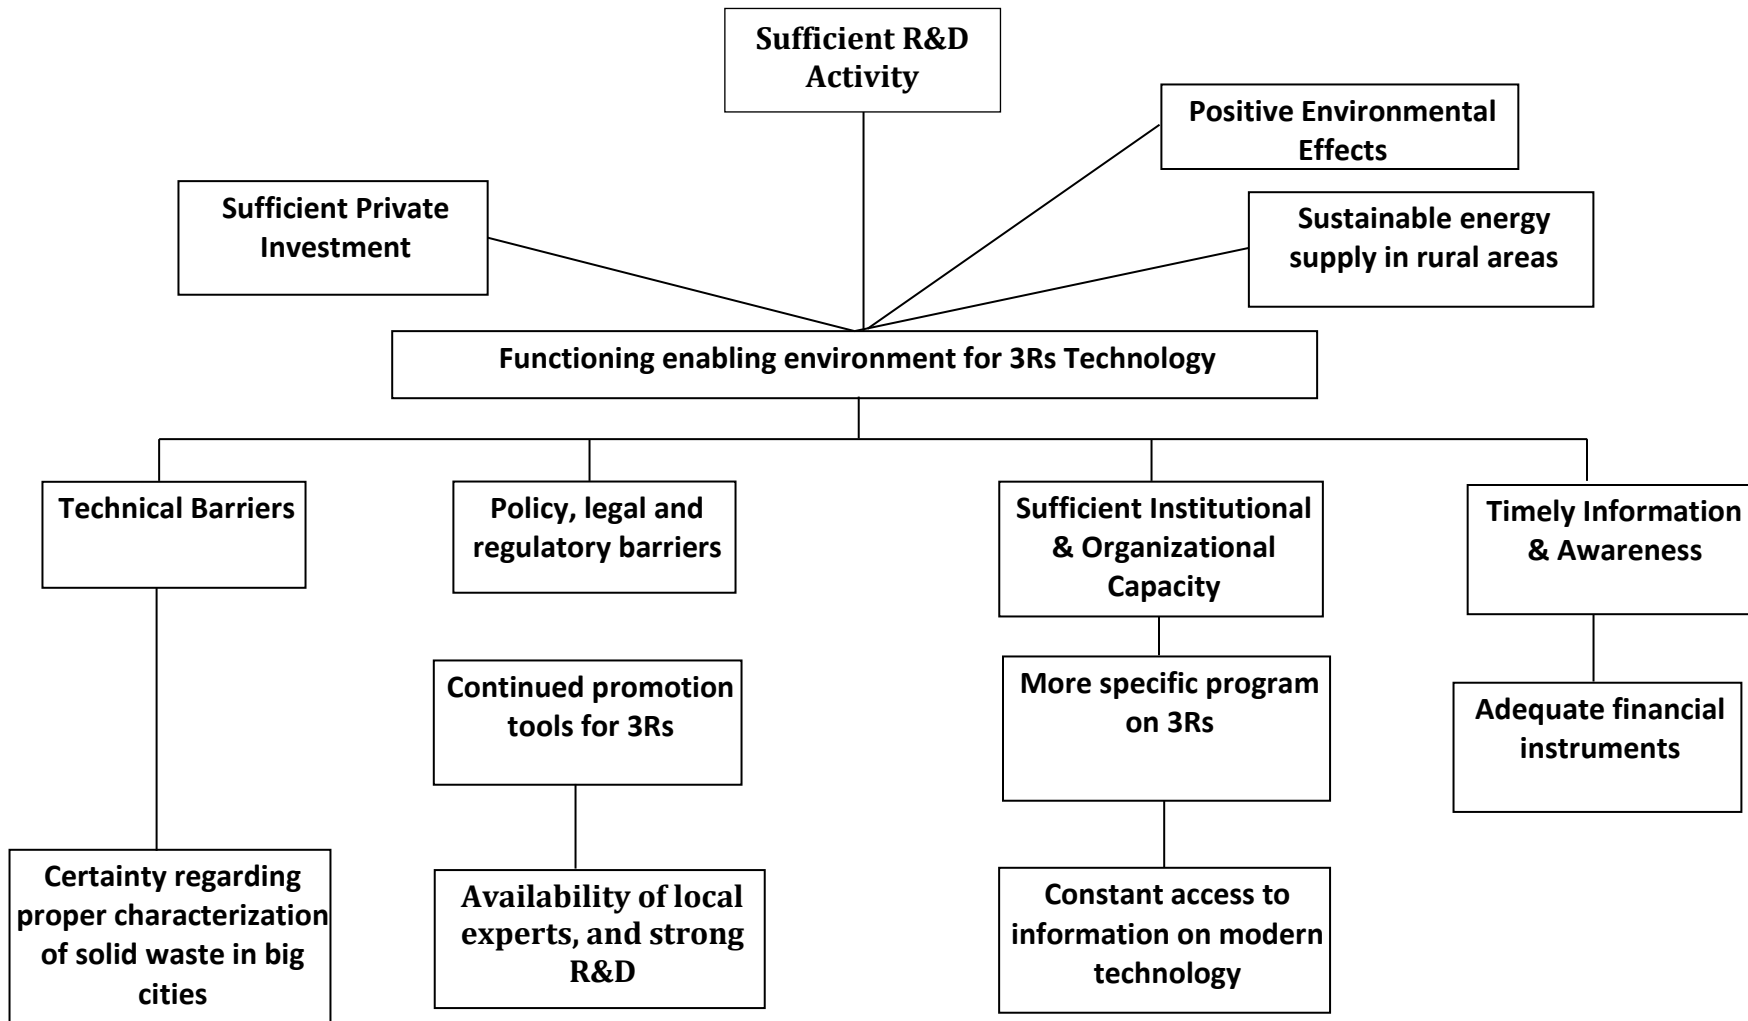 Sufficient R&D
Activity
Positive Environmental
Effects
Sufficient Private
Investment
Sustainable energy
supply in rural areas
Functioning enabling environment for 3Rs Technology
Technical Barriers
Policy, legal and
regulatory barriers
Sufficient Institutional
& Organizational
Capacity
Timely Information
& Awareness
Continued promotion
tools for 3Rs
More specific program
on 3Rs
Adequate financial
instruments
Certainty regarding
proper characterization
of solid waste in big
cities
Availability of local
experts, and strong
R&D
Constant access to
information on modern
technology